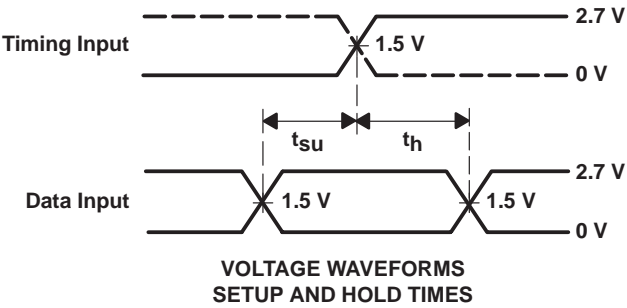 2.7 V
Timing Input
1.5 V
0 V
tsu
th
2.7 V
Data Input
1.5 V
1.5 V
0 V
VOLTAGE WAVEFORMS
SETUP AND HOLD TIMES